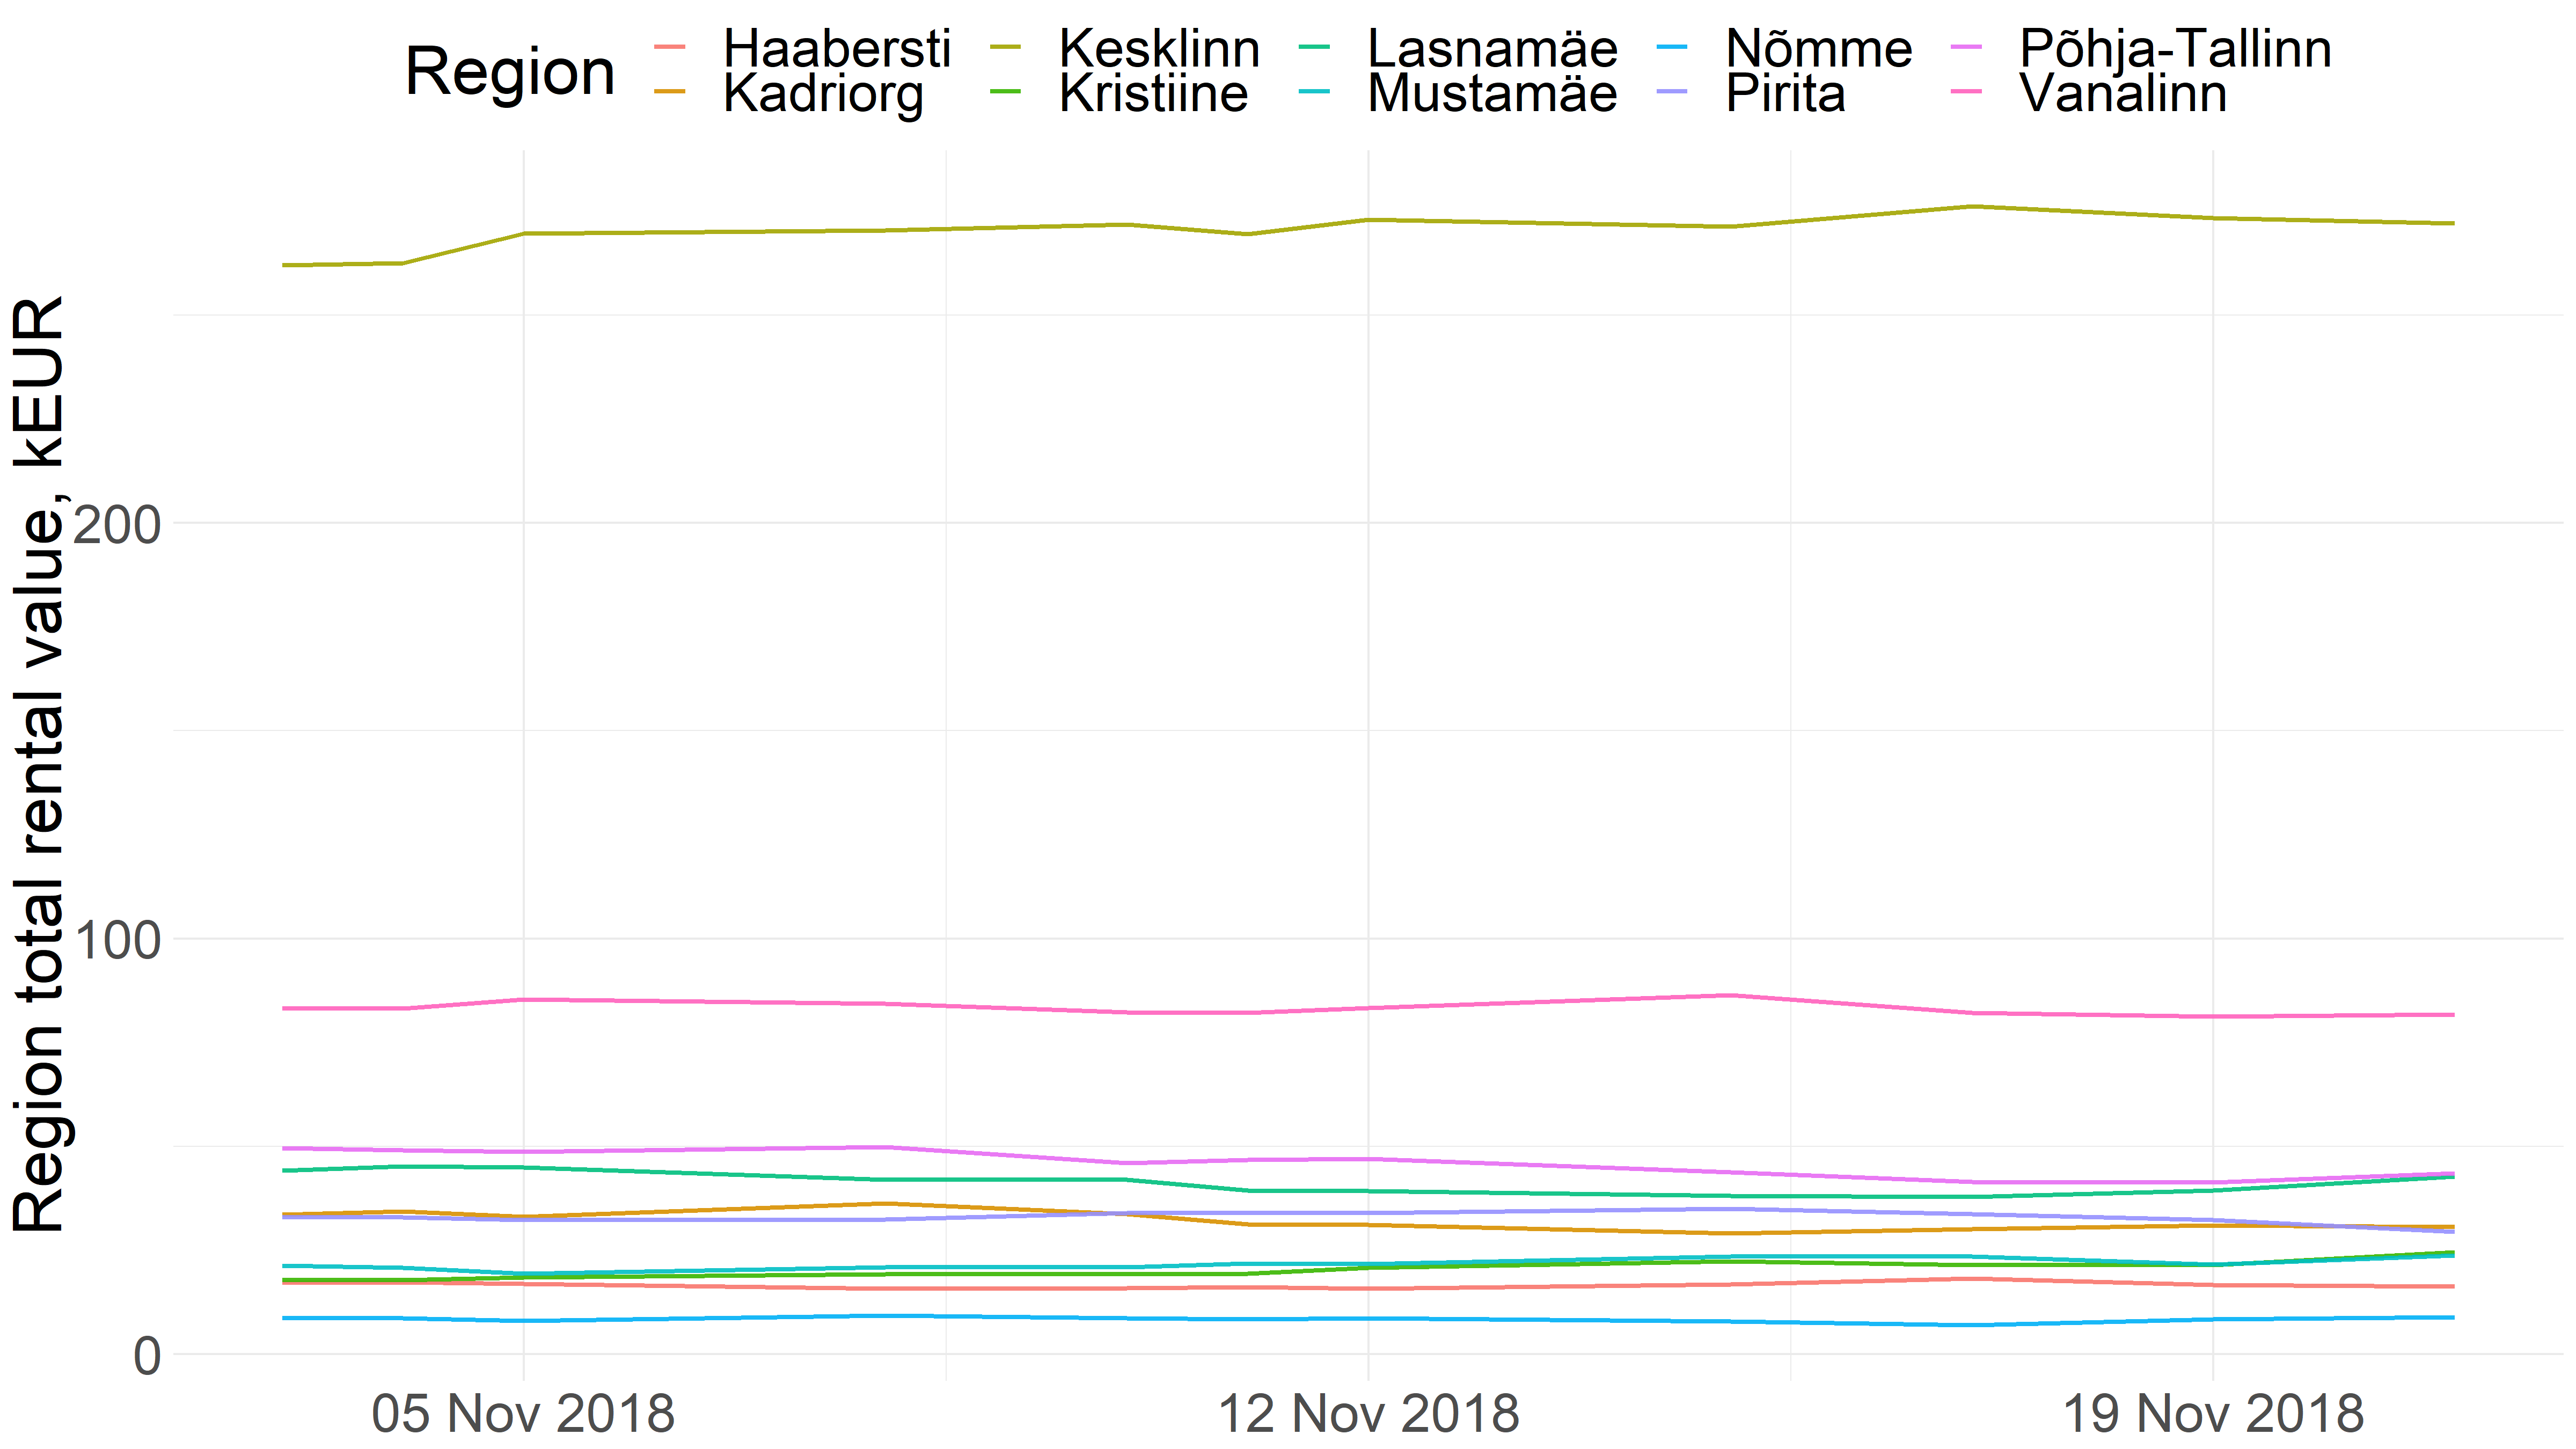 Region
Haabersti Kesklinn Lasnamäe Nõmme Põhja-Tallinn
Kadriorg Kristiine Mustamäe Pirita Vanalinn
Region total rental value, kEUR
200
100
0
05 Nov 2018 12 Nov 2018 19 Nov 2018